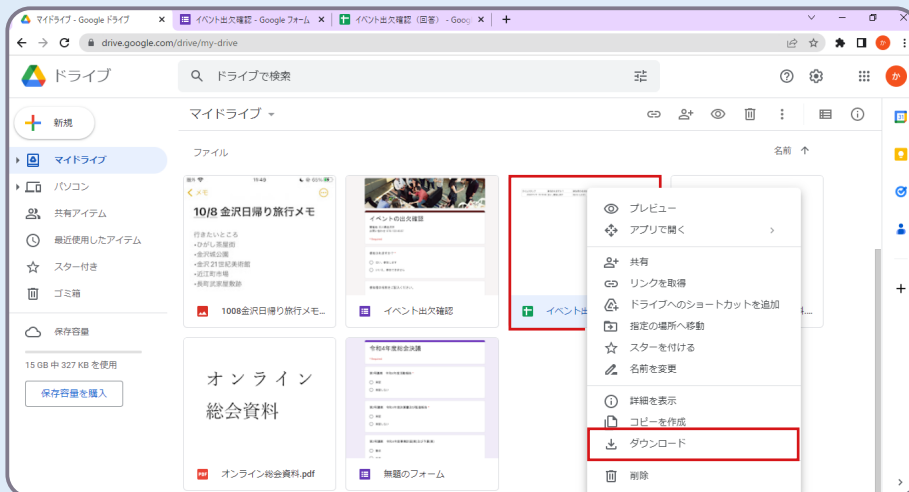 マイドライブ - Google ドライブ
イベント出欠確認 - Google フォーム
イベント出欠確認（回答） - Goog
drive.google.com/drive/my-drive
か
ドライブ
ドライブで検索
か
新規
マイドライブ
31
ファイル
名前
マイドライブ
パソコン
共有アイテム
最近使用したアイテム
スター付き
ゴミ箱
保存容量
15 GB 中 327 KB を使用
保存容量を購入
11:43
メモ
10/8 金沢日帰り旅行メモ
行きたいところ
・ひがし茶屋街
・金沢城公園
・金沢21世紀美術館
・近江町市場
・長町武家屋敷跡
1008金沢日帰り旅行メモ...
イベントの出欠確認
イベント出欠確認
イベント出
オンライン
総会資料
PDF
オンライン総会資料.pdf
令和4年度総会決議
無題のフォーム
プレビュー
アプリで開く
共有
リンクを取得
ドライブへのショートカットを追加
指定の場所へ移動
スターを付ける
名前を変更
詳細を表示
コピーを作成
ダウンロード
削除